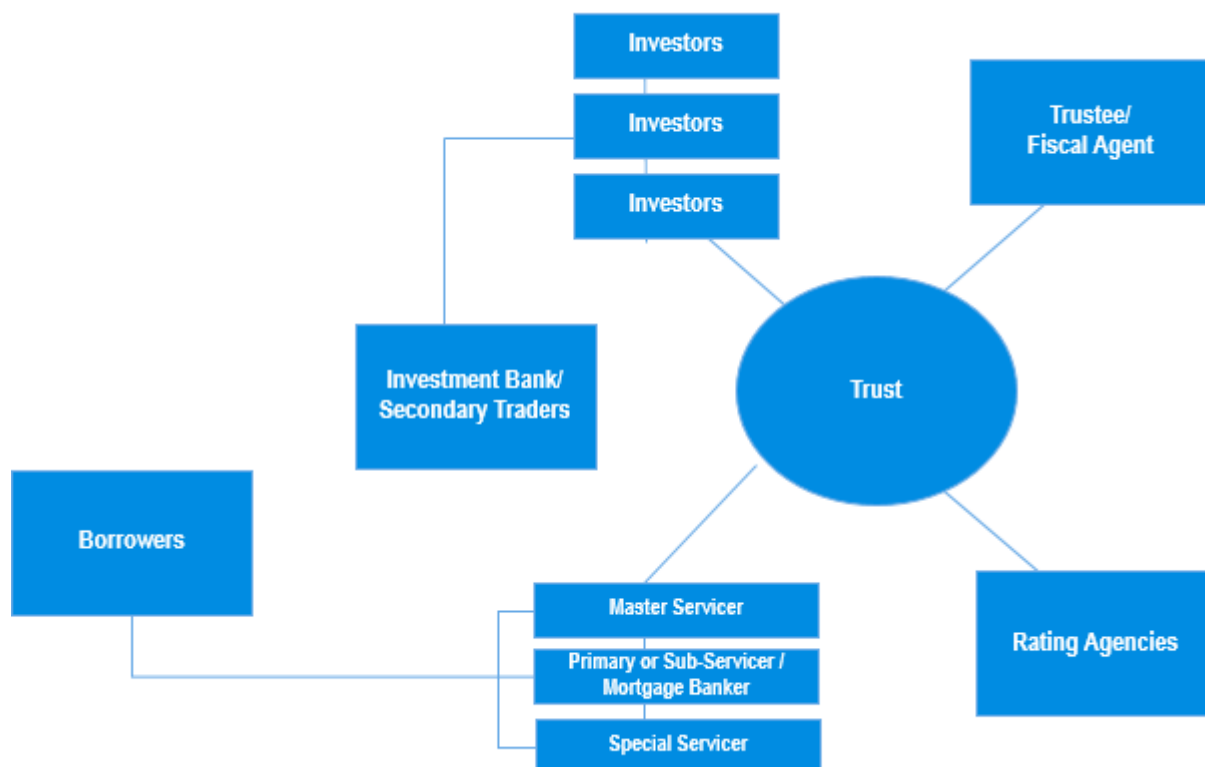 Investors
Investors
Investors
Trustee/
Fiscal Agent
Investment Bank/
Secondary Traders
Trust
Borrowers
Master Servicer
Primary or Sub-Servicer /
Mortgage Banker
Special Servicer
Rating Agencies